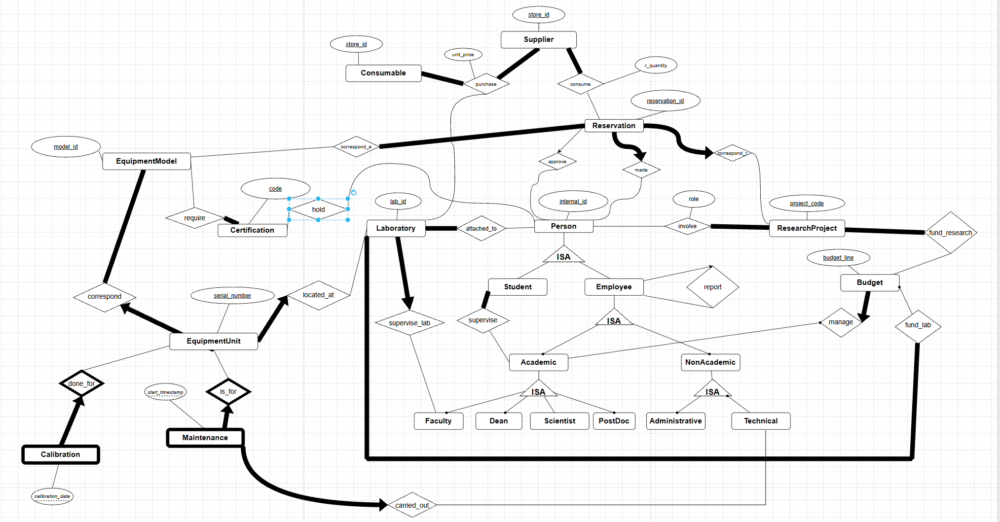 store_id
Supplier
store_id
unit_price
Consumable
r_quantity
purchase
consume
reservation_id
Reservation
model_id
correspond_e
correspond_r
EquipmentModel
approve
made
code
hold
lab_id
internal_id
role
project_code
require
Certification
Laboratory
attached_to
Person
involve
ResearchProject
fund_research
ISA
budget_line
Student
Employee
report
Budget
correspond
serial_number
located_at
supervise_lab
supervise
ISA
manage
fund_lab
EquipmentUnit
Academic
NonAcademic
done_for
start_timestamp
is_for
ISA
ISA
Faculty
Dean
Scientist
PostDoc
Administrative
Technical
Maintenance
Calibration
calibration_date
carried_out